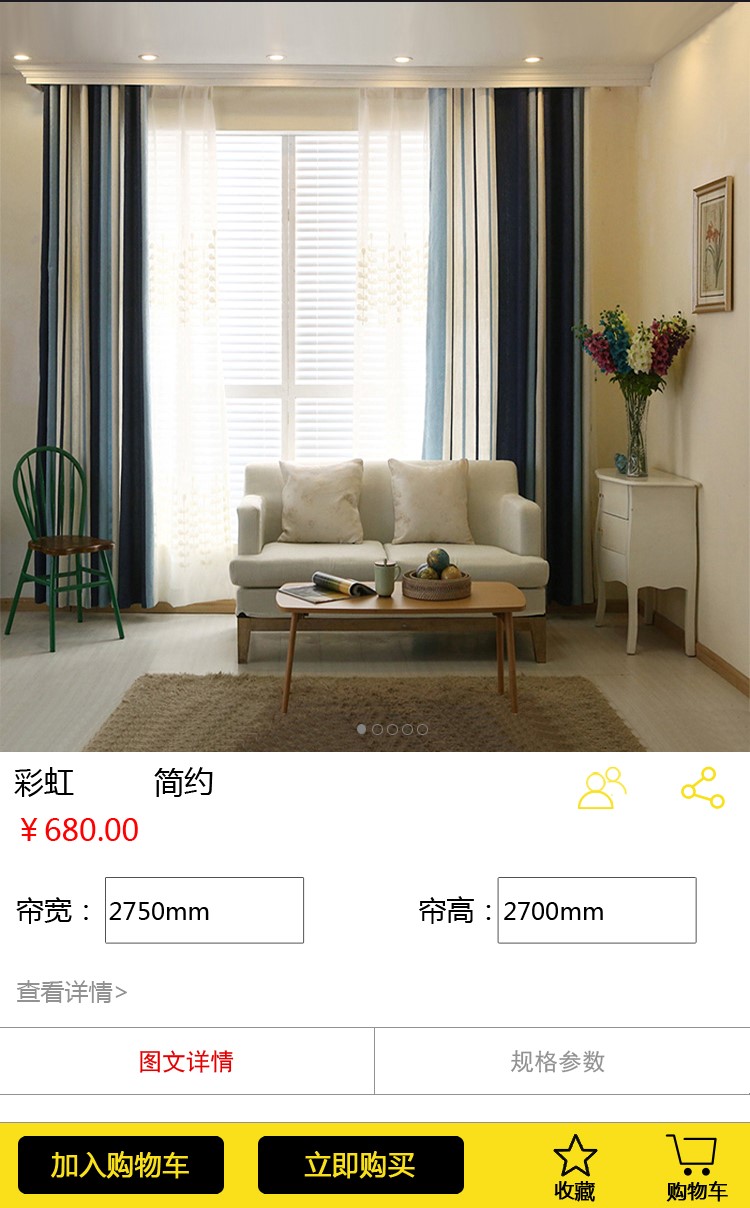 彩虹 简约
￥680.00
帘宽： 2750mm 帘高：2700mm
查看详情>
图文详情 规格参数
加入购物车 立即购买 收藏 购物车